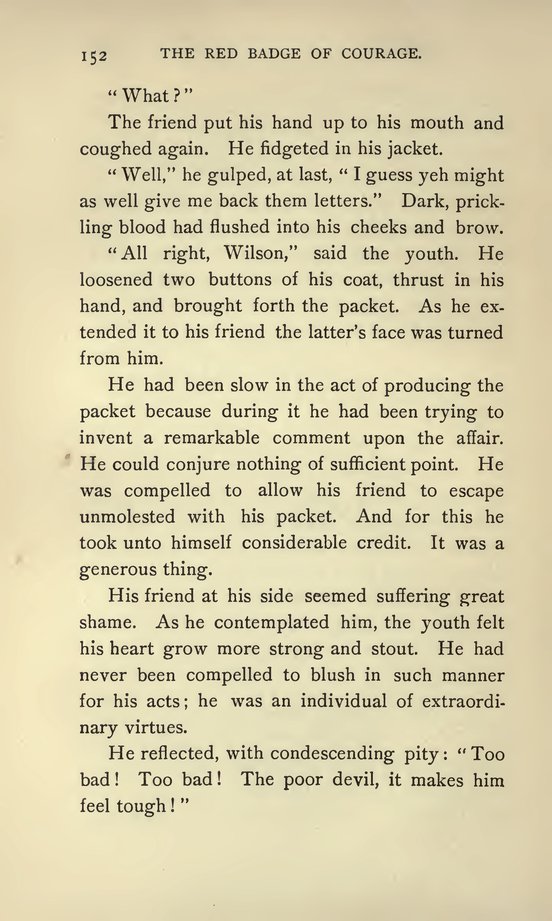 152 THE RED BADGE OF COURAGE.
“ What ? ”
The friend put his hand up to his mouth and
coughed again. He fidgeted in his jacket.
“ Well,” he gulped, at last, “ I guess yeh might
as well give me back them letters.” Dark, prick-
ling blood had flushed into his cheeks and brow.
“ All right, Wilson,” said the youth. He
loosened two buttons of his coat, thrust in his
hand, and brought forth the packet. As he ex-
tended it to his friend the latter’s face was turned
from him.
He had been slow in the act of producing the
packet because during it he had been trying to
invent a remarkable comment upon the affair.
He could conjure nothing of sufficient point. He
was compelled to allow his friend to escape
unmolested with his packet. And for this he
took unto himself considerable credit. It was a
generous thing.
His friend at his side seemed suffering great
shame. As he contemplated him, the youth felt
his heart grow more strong and stout. He had
never been compelled to blush in such manner
for his acts ; he was an individual of extraordi-
nary virtues.
He reflected, with condescending pity : “ Too
bad ! Too bad ! The poor devil, it makes him
feel tough ! ”